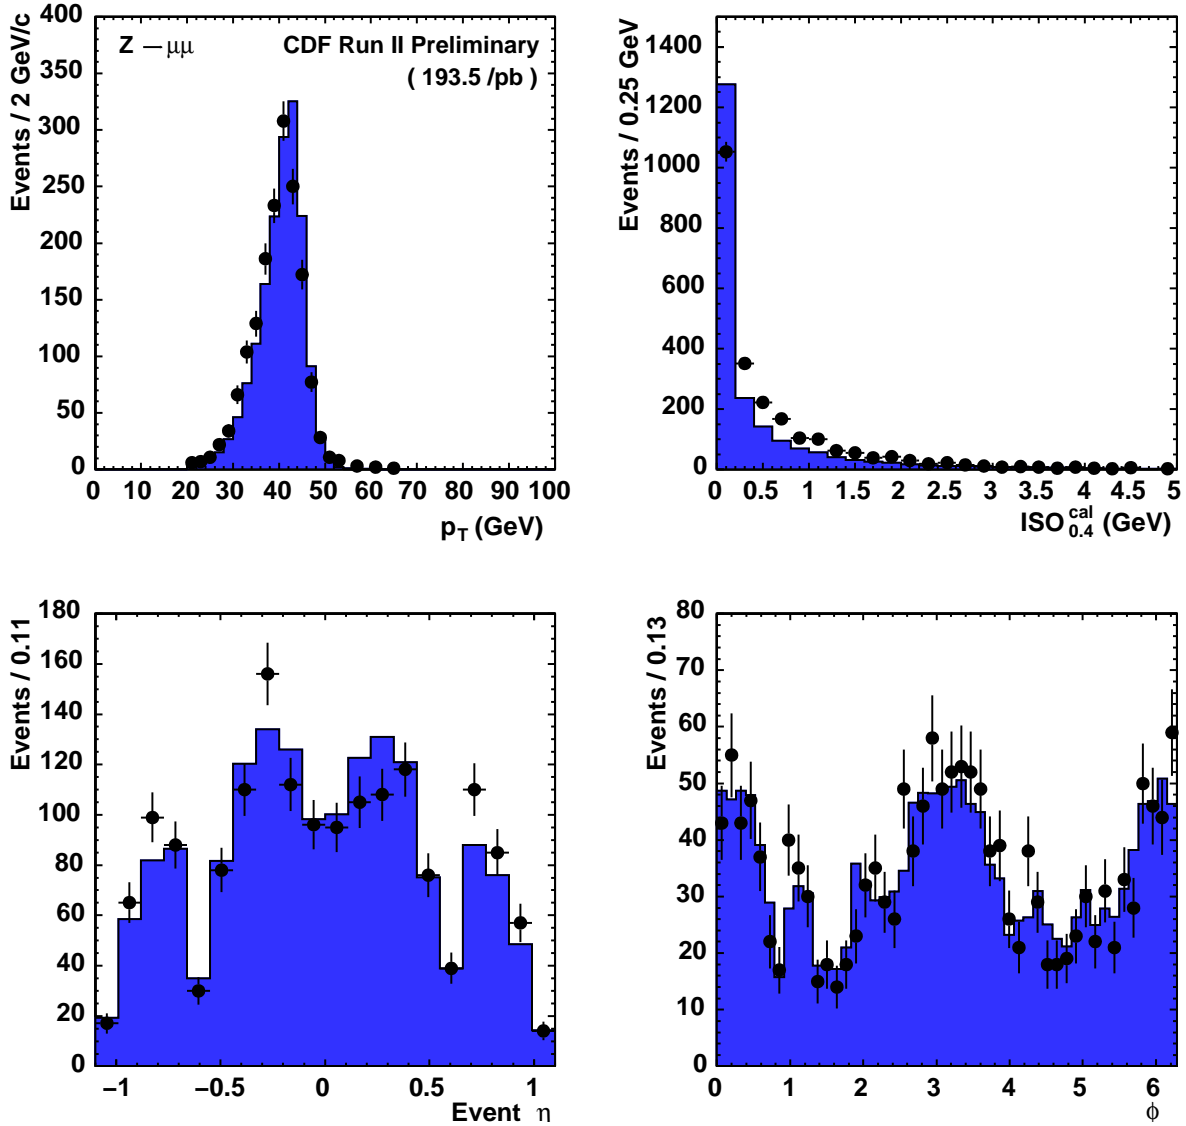 Z → μμ
CDF Run II Preliminary
( 193.5 /pb )
Events / 2 GeV/c
400
350
300
250
200
150
100
50
0
0 10 20 30 40 50 60 70 80 90 100
p_T (GeV)
Events / 0.25 GeV
1400
1200
1000
800
600
400
200
0
0 0.5 1 1.5 2 2.5 3 3.5 4 4.5 5
ISO^cal_0.4 (GeV)
Events / 0.11
180
160
140
120
100
80
60
40
20
0
−1 −0.5 0 0.5 1
Event η
Events / 0.13
80
70
60
50
40
30
20
10
0
0 1 2 3 4 5 6
ϕ